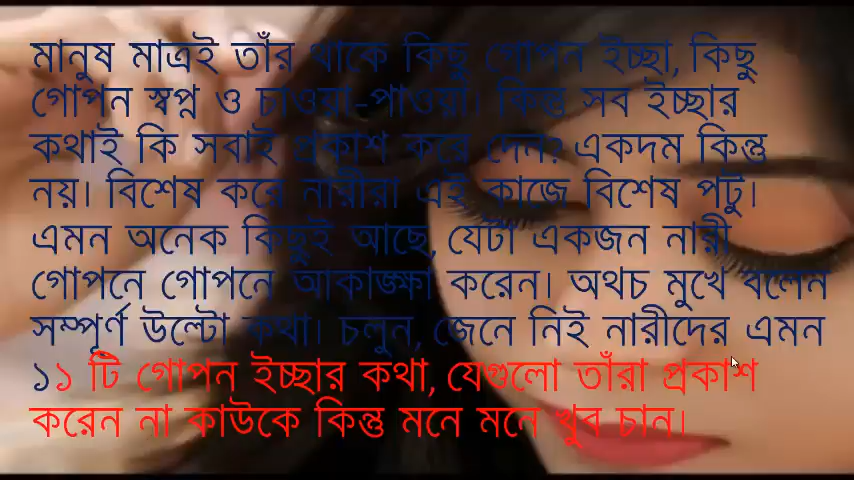 মানুষ মাত্রই তাঁর থাকে কিছু গোপন ইচ্ছা, কিছু
গোপন স্বপ্ন ও চাওয়া-পাওয়া। কিন্তু সব ইচ্ছার
কথাই কি সবাই প্রকাশ করে দেন? একদম কিন্তু
নয়। বিশেষ করে নারীরা এই কাজে বিশেষ পটু।
এমন অনেক কিছুই আছে, যেটা একজন নারী
গোপনে গোপনে আকাঙ্ক্ষা করেন। অথচ মুখে বলেন
সম্পূর্ণ উল্টো কথা। চলুন, জেনে নিই নারীদের এমন
১১ টি গোপন ইচ্ছার কথা, যেগুলো তাঁরা প্রকাশ
করেন না কাউকে কিন্তু মনে মনে খুব চান।